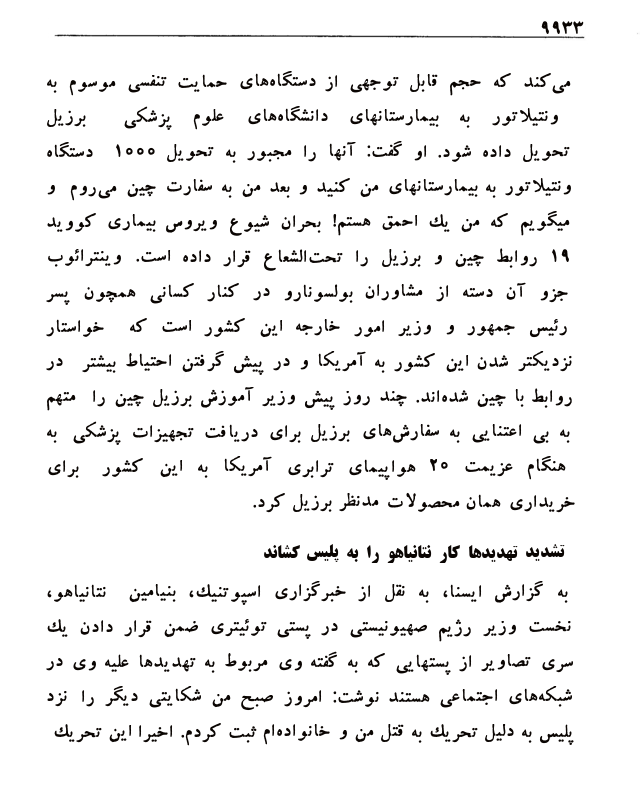 ۹۹۳۳
می‌کند که حجم قابل توجهی از دستگاه‌های حمایت تنفسی موسوم به
ونتیلاتور به بیمارستانهای دانشگاه‌های علوم پزشکی برزیل
تحویل داده شود. او گفت: آنها را مجبور به تحویل ۱۰۰۰ دستگاه
ونتیلاتور به بیمارستانهای من کنید و بعد من به سفارت چین می‌روم و
میگویم که من یك احمق هستم! بحران شیوع ویروس بیماری کووید
۱۹ روابط چین و برزیل را تحت‌الشعاع قرار داده است. وینترائوب
جزو آن دسته از مشاوران بولسونارو در کنار کسانی همچون پسر
رئیس جمهور و وزیر امور خارجه این کشور است که خواستار
نزدیکتر شدن این کشور به آمریکا و در پیش گرفتن احتیاط بیشتر در
روابط با چین شده‌اند. چند روز پیش وزیر آموزش برزیل چین را متهم
به بی اعتنایی به سفارش‌های برزیل برای دریافت تجهیزات پزشکی به
هنگام عزیمت ۲۰ هواپیمای ترابری آمریکا به این کشور برای
خریداری همان محصولات مدنظر برزیل کرد.
تشدید تهدیدها کار نتانیاهو را به پلیس کشاند
به گزارش ایسنا، به نقل از خبرگزاری اسپوتنیك، بنیامین نتانیاهو،
نخست وزیر رژیم صهیونیستی در پستی توئیتری ضمن قرار دادن یك
سری تصاویر از پستهایی که به گفته وی مربوط به تهدیدها علیه وی در
شبکه‌های اجتماعی هستند نوشت: امروز صبح من شکایتی دیگر را نزد
پلیس به دلیل تحریك به قتل من و خانواده‌ام ثبت کردم. اخیرا این تحریك